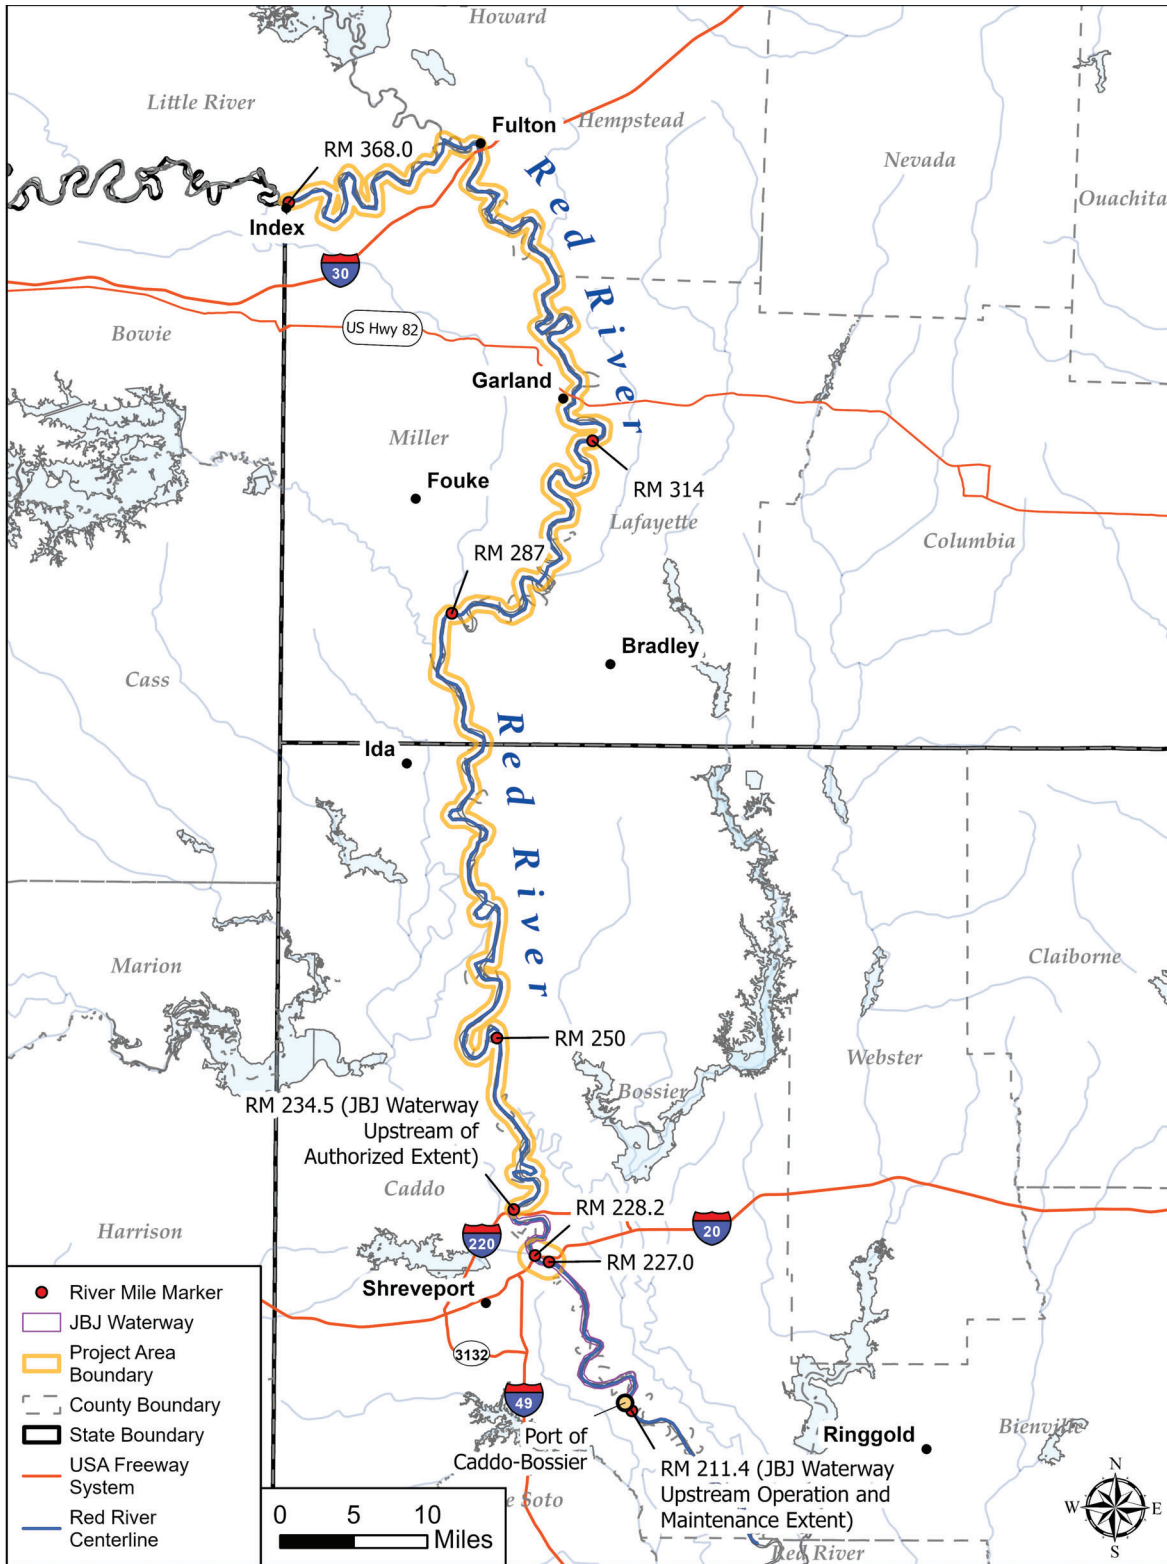 Howard
Little River
Fulton
Hempstead
RM 368.0
Nevada
Ouachita
Index
Red River
30
Bowie
US Hwy 82
Garland
Miller
Fouke
RM 314
Lafayette
Columbia
RM 287
Bradley
Cass
Ida
Red River
Marion
Claiborne
RM 250
Webster
Bossier
RM 234.5 (JBJ Waterway
Upstream of
Authorized Extent)
Caddo
RM 228.2
Harrison
220
20
RM 227.0
Shreveport
3132
49
Port of
Caddo-Bossier
Ringgold
Bienville
RM 211.4 (JBJ Waterway
Upstream Operation and
Maintenance Extent)
e Soto
Red River
River Mile Marker
JBJ Waterway
Project Area
Boundary
County Boundary
State Boundary
USA Freeway
System
Red River
Centerline
0 5 10
Miles
N
W E
S